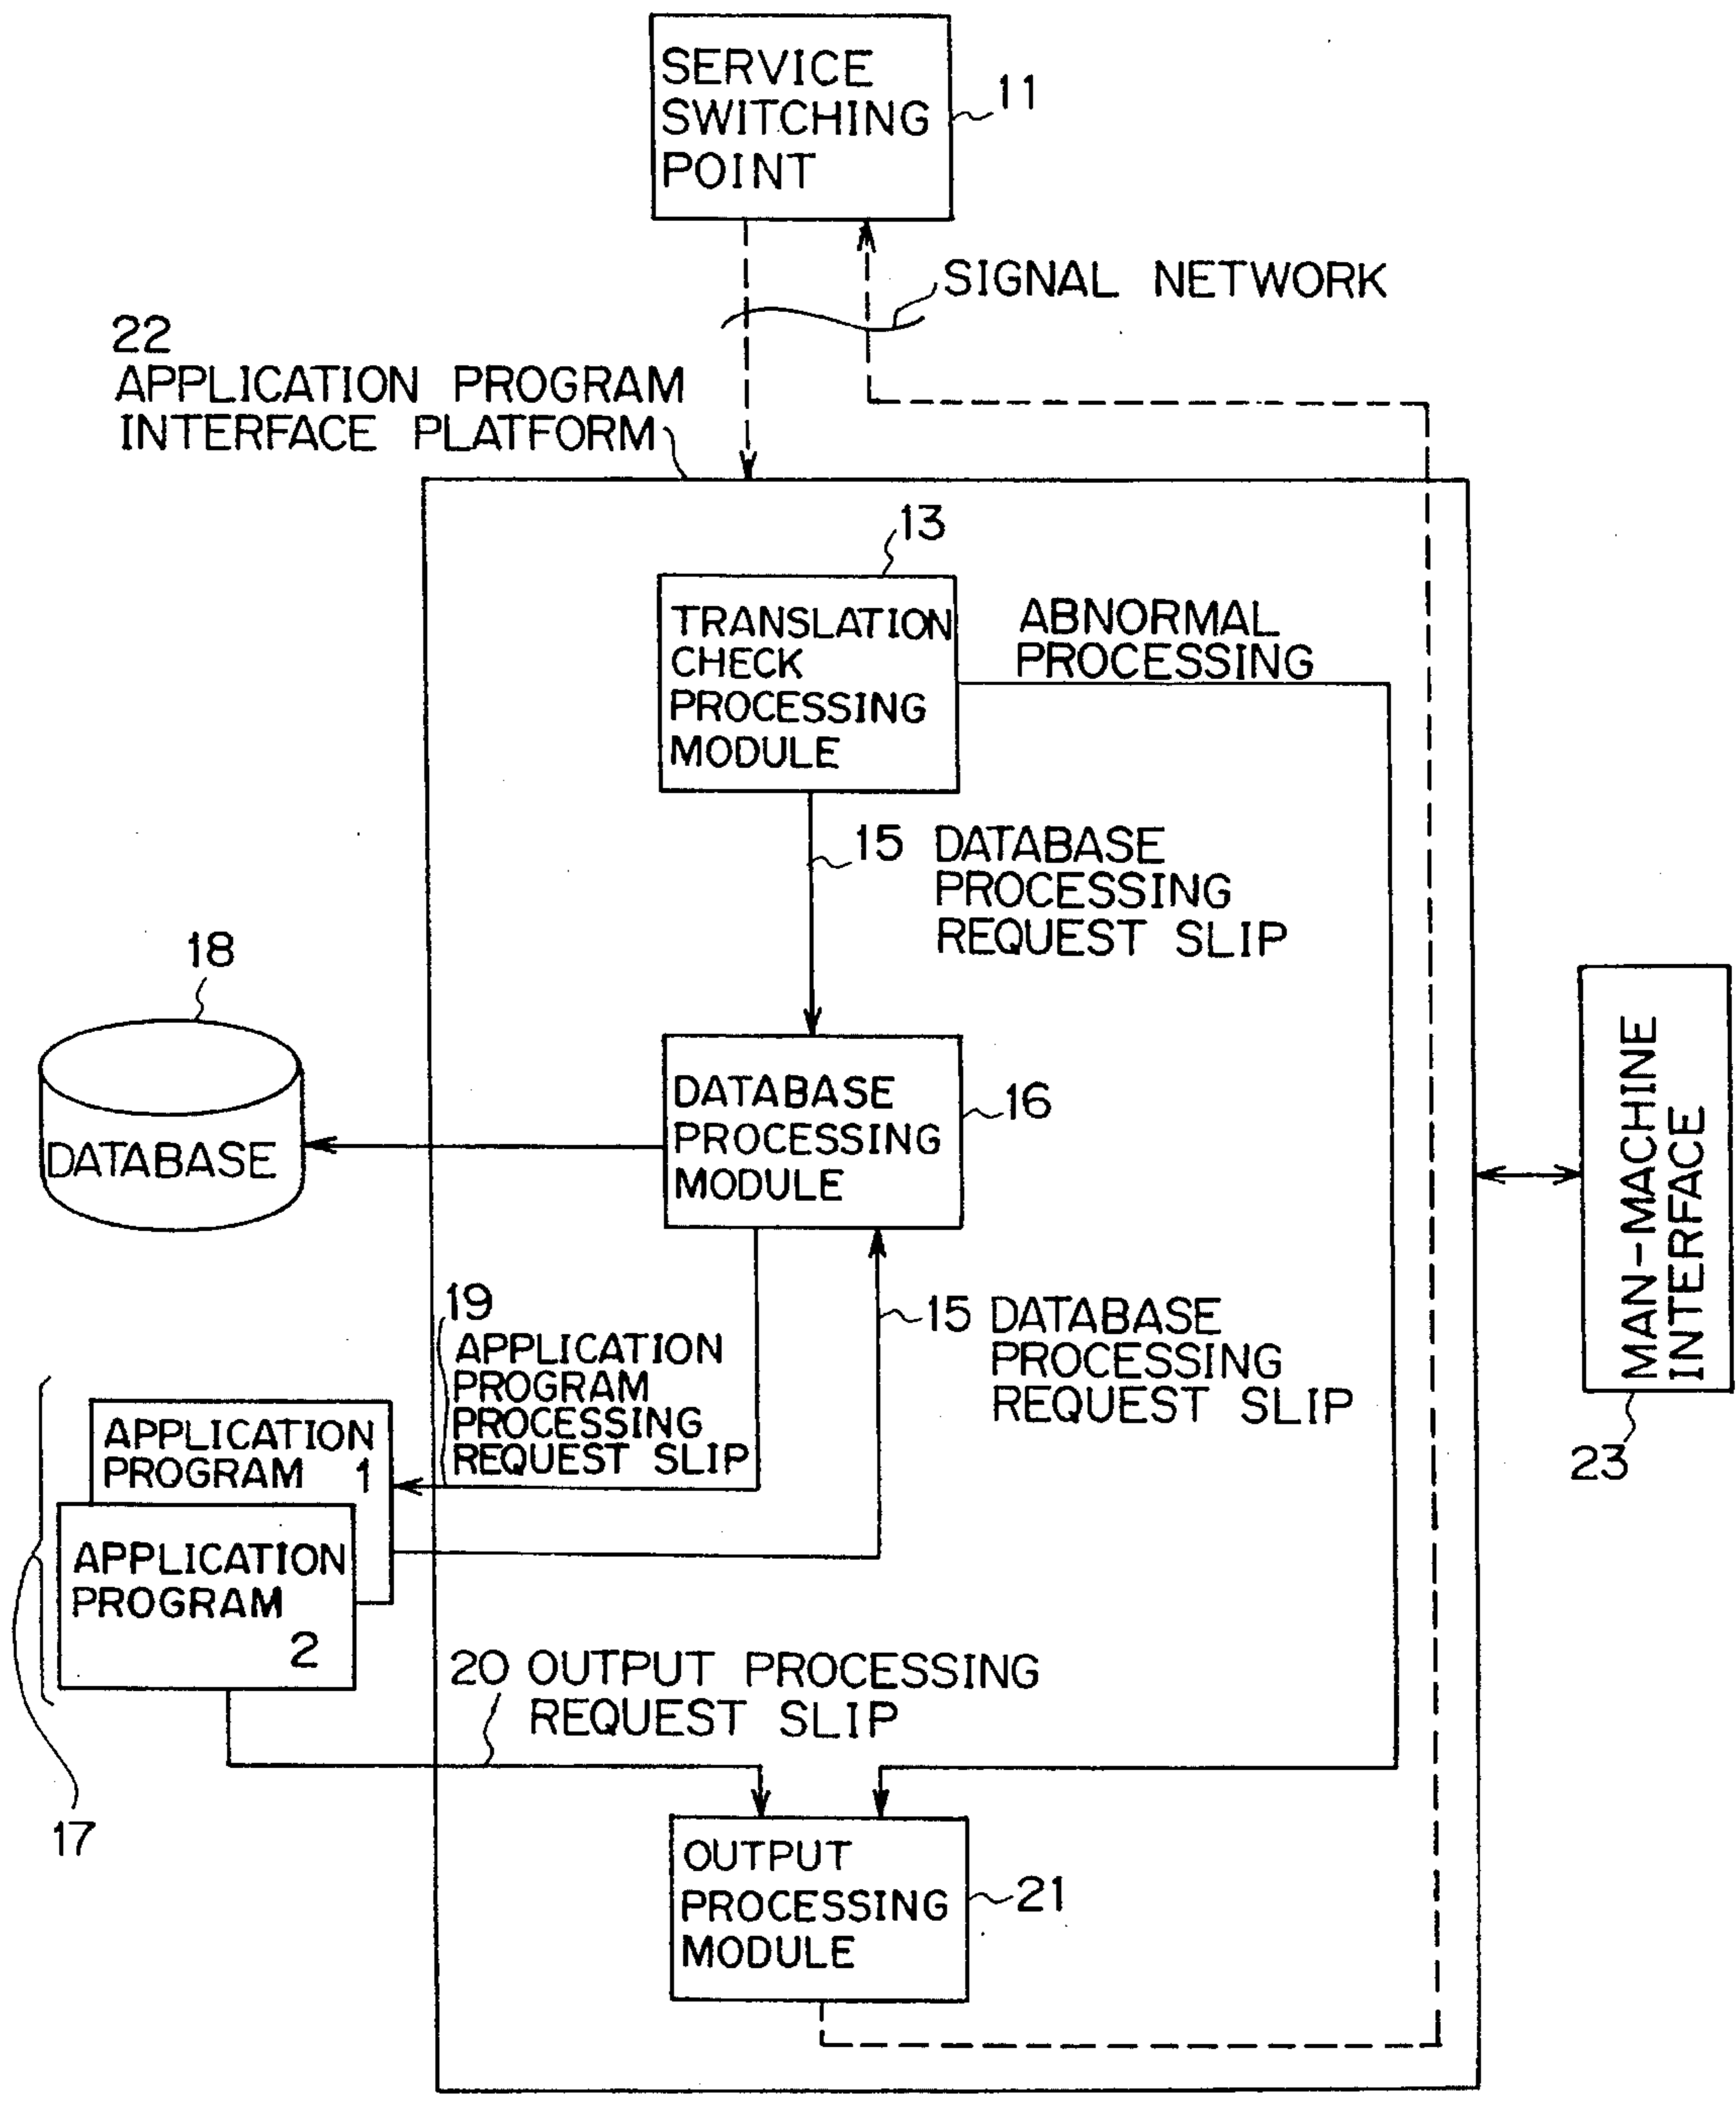 SERVICE
SWITCHING
POINT
11
SIGNAL NETWORK
22
APPLICATION PROGRAM
INTERFACE PLATFORM
13
TRANSLATION
CHECK
PROCESSING
MODULE
ABNORMAL
PROCESSING
15 DATABASE
PROCESSING
REQUEST SLIP
18
DATABASE
DATABASE
PROCESSING
MODULE
16
MAN-MACHINE
INTERFACE
23
19
APPLICATION
PROGRAM
PROCESSING
REQUEST SLIP
15 DATABASE
PROCESSING
REQUEST SLIP
APPLICATION
PROGRAM 1
APPLICATION
PROGRAM
2
17
20 OUTPUT PROCESSING
REQUEST SLIP
OUTPUT
PROCESSING
MODULE
21